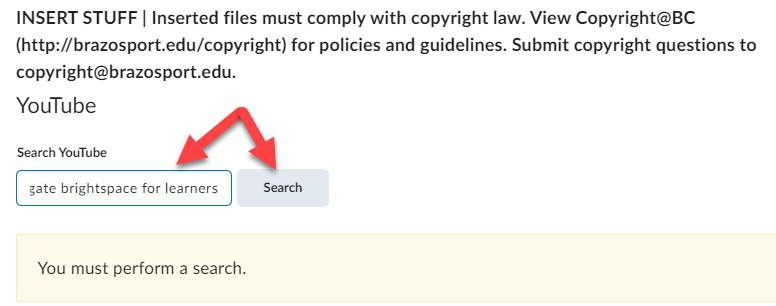 INSERT STUFF | Inserted files must comply with copyright law. View Copyright@BC
(http://brazosport.edu/copyright) for policies and guidelines. Submit copyright questions to
copyright@brazosport.edu.
YouTube
Search YouTube
gate brightspace for learners
Search
You must perform a search.